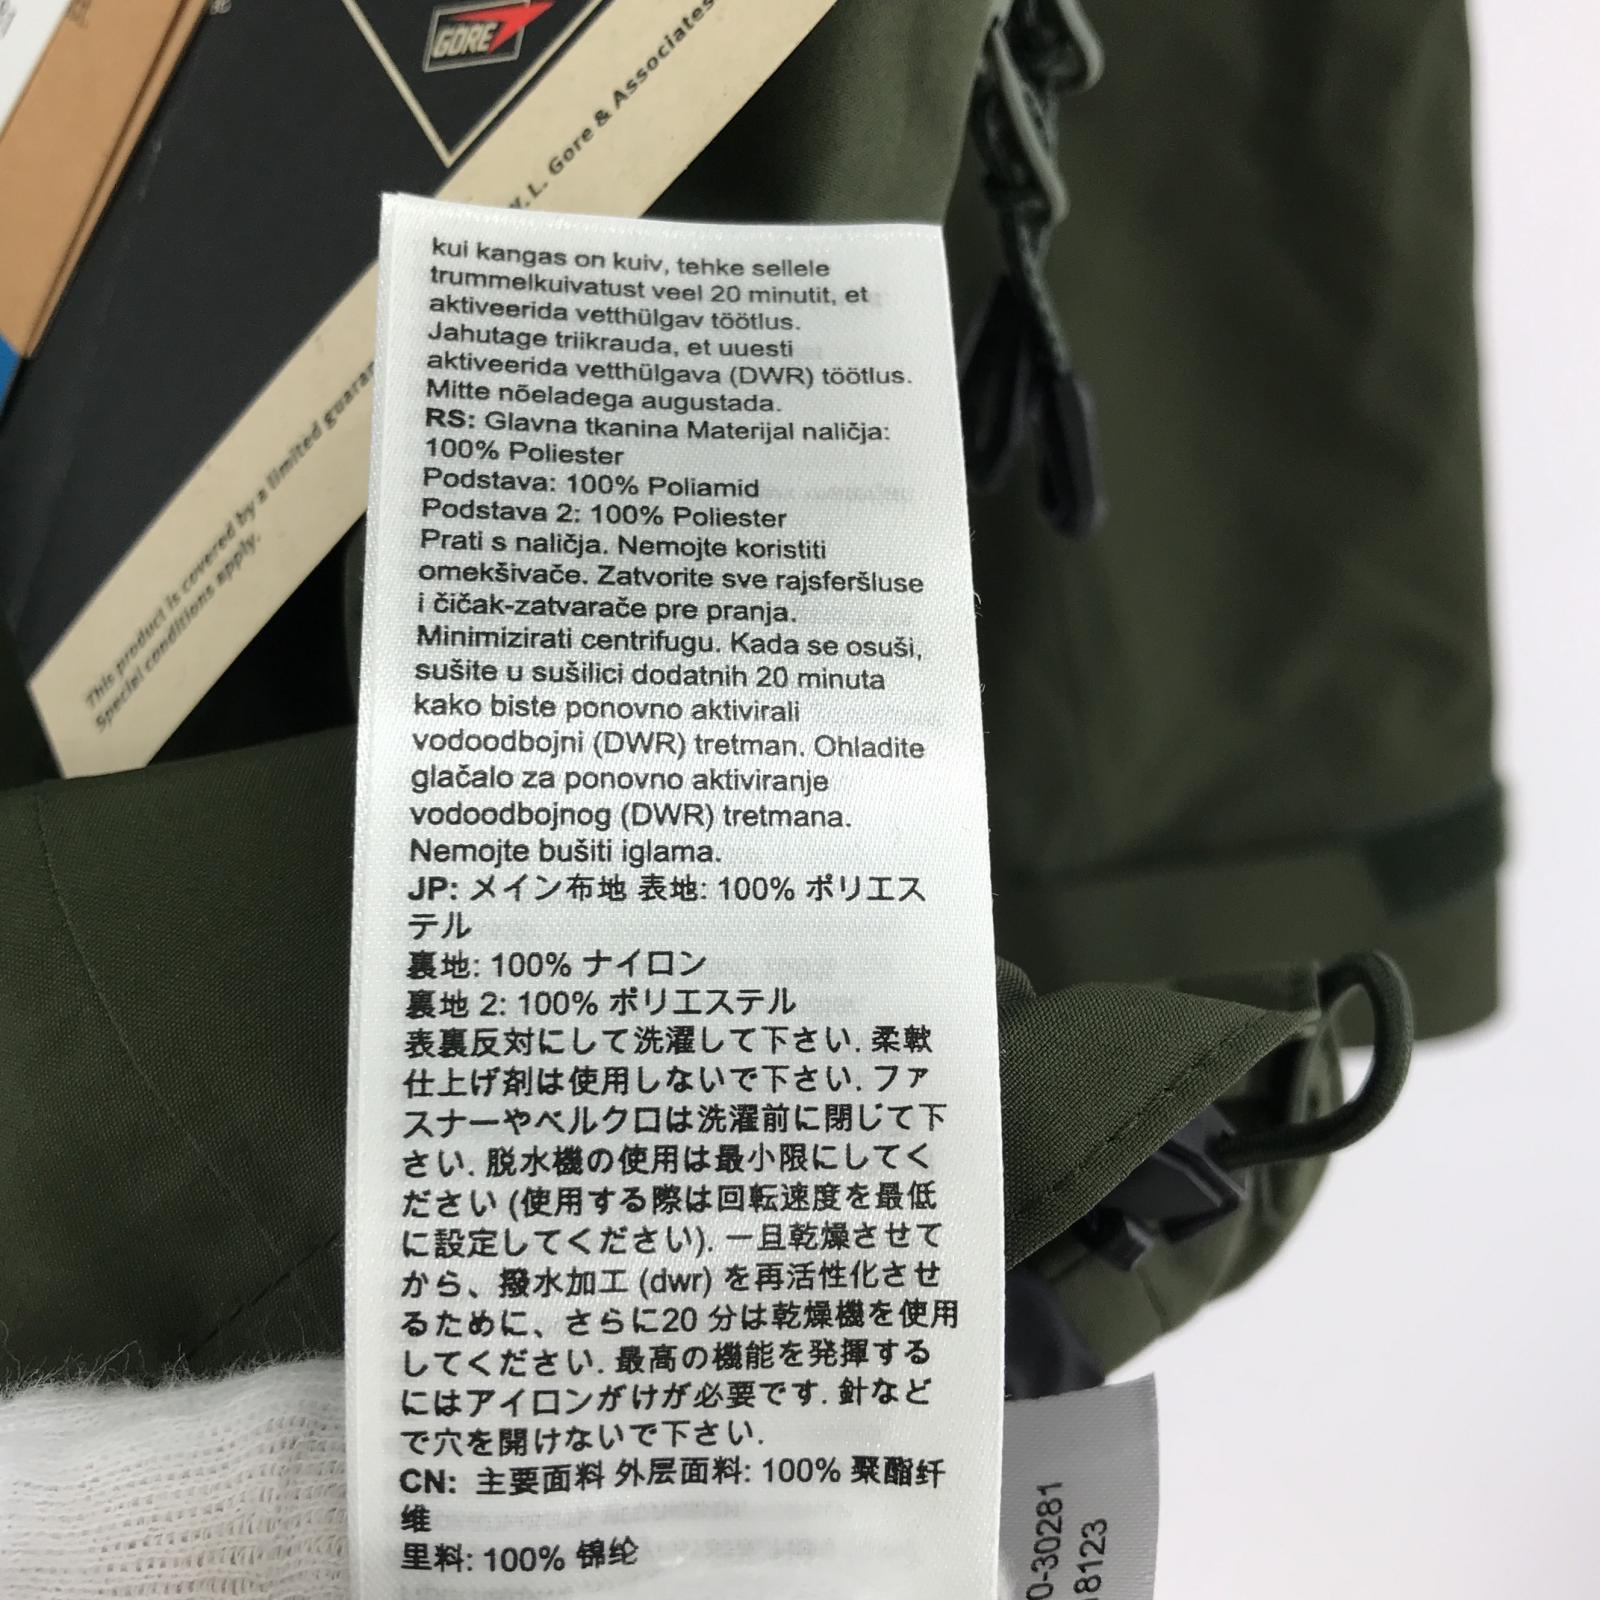 GORE
W. L. Gore & Associates
This product is covered by a limited guaran
Special conditions apply.
kui kangas on kuiv, tehke sellele
trummelkuivatust veel 20 minutit, et
aktiveerida vetthülgav töötlus.
Jahutage triikrauda, et uuesti
aktiveerida vetthülgava (DWR) töötlus.
Mitte nõeladega augustada.
RS: Glavna tkanina Materijal naličja:
100% Poliester
Podstava: 100% Poliamid
Podstava 2: 100% Poliester
Prati s naličja. Nemojte koristiti
omekšivače. Zatvorite sve rajsferšluse
i čičak-zatvarače pre pranja.
Minimizirati centrifugu. Kada se osuši,
sušite u sušilici dodatnih 20 minuta
kako biste ponovno aktivirali
vodoodbojni (DWR) tretman. Ohladite
glačalo za ponovno aktiviranje
vodoodbojnog (DWR) tretmana.
Nemojte bušiti iglama.
JP: メイン布地 表地: 100% ポリエス
テル
裏地: 100% ナイロン
裏地 2: 100% ポリエステル
表裏反対にして洗濯して下さい. 柔軟
仕上げ剤は使用しないで下さい. ファ
スナーやベルクロは洗濯前に閉じて下
さい. 脱水機の使用は最小限にしてく
ださい (使用する際は回転速度を最低
に設定してください). 一旦乾燥させて
から、撥水加工 (dwr) を再活性化させ
るために、さらに20 分は乾燥機を使用
してください. 最高の機能を発揮する
にはアイロンがけが必要です. 針など
で穴を開けないで下さい.
CN: 主要面料 外层面料: 100% 聚酯纤
维
里料: 100% 锦纶
0-30281
8123